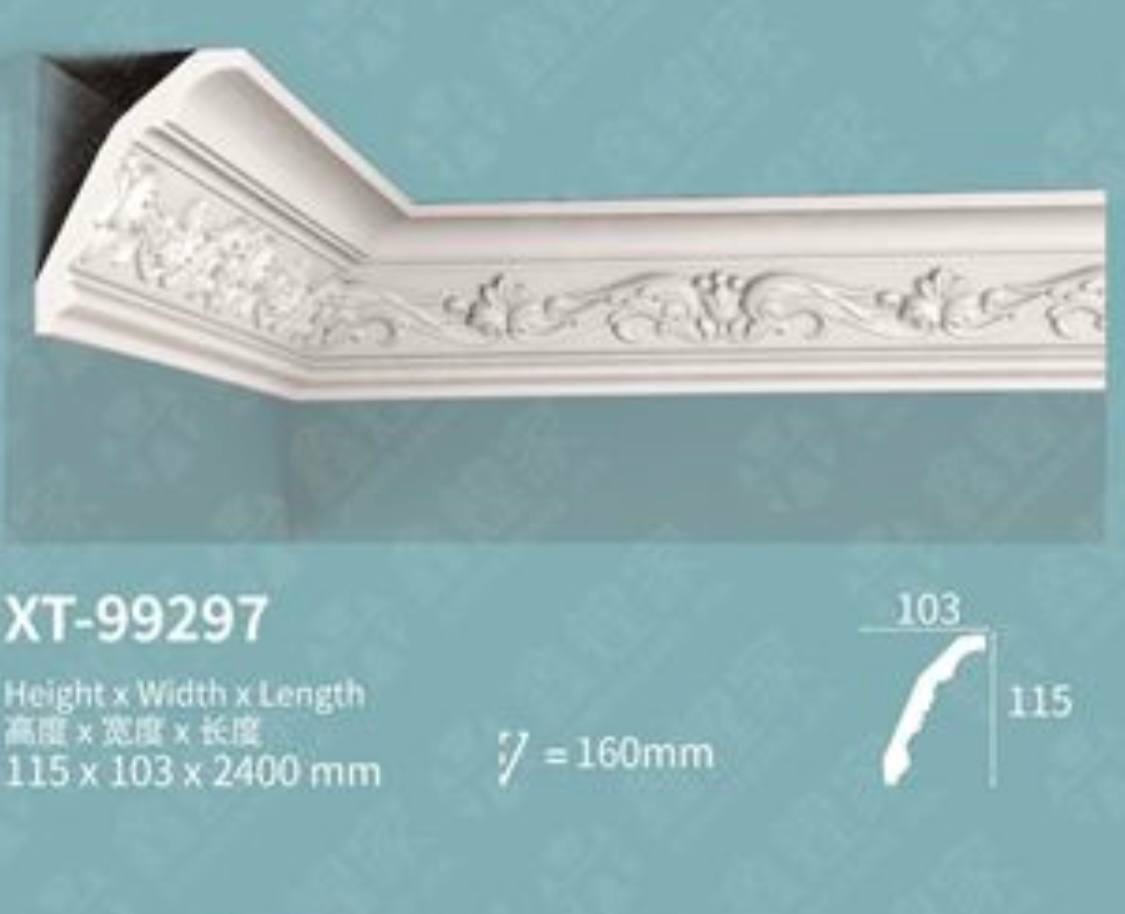 XT-99297
Height x Width x Length
高度 x 宽度 x 长度
115 x 103 x 2400 mm
= 160mm
103
115